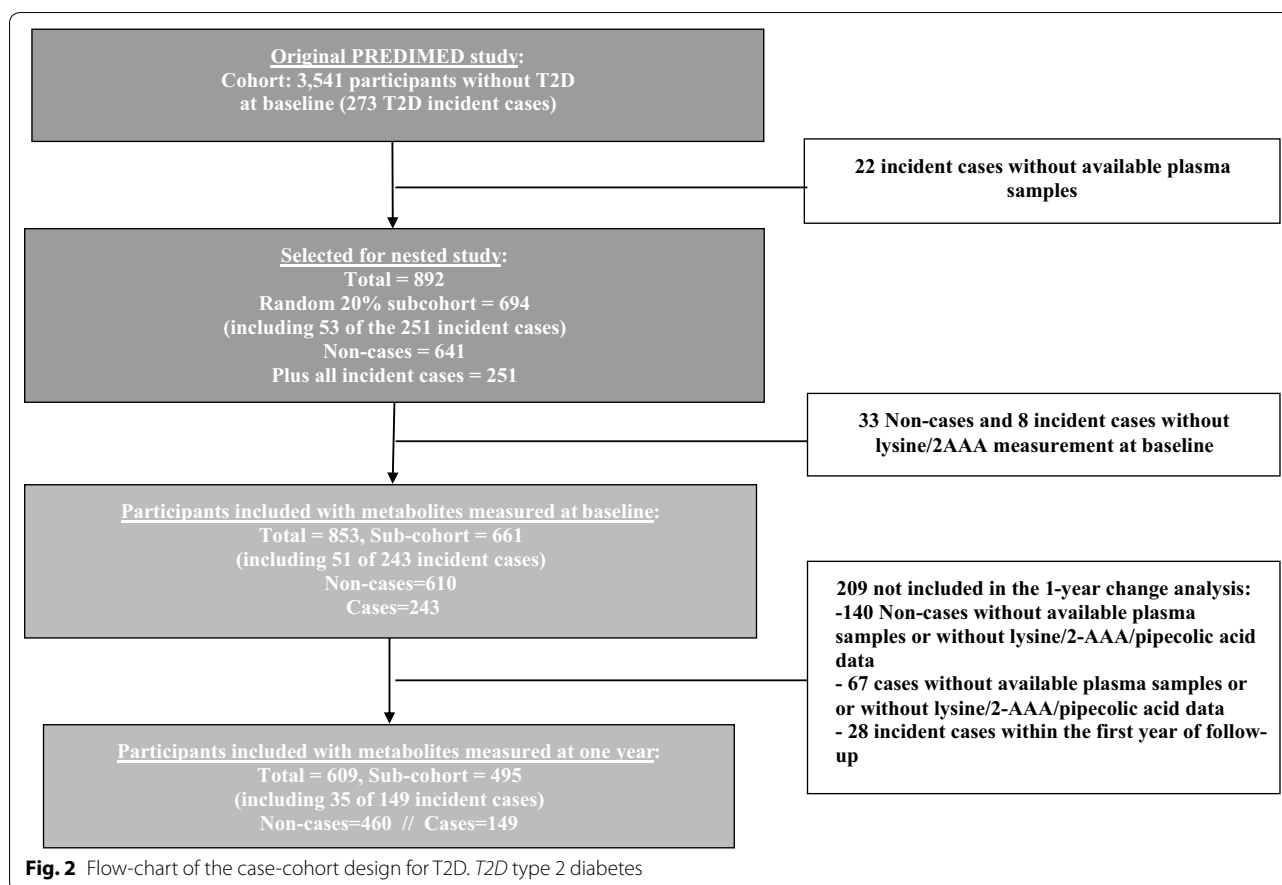 Original PREDIMED study:
Cohort: 3,541 participants without T2D
at baseline (273 T2D incident cases)
22 incident cases without available plasma
samples
Selected for nested study:
Total = 892
Random 20% subcohort = 694
(including 53 of the 251 incident cases)
Non-cases = 641
Plus all incident cases = 251
33 Non-cases and 8 incident cases without
lysine/2AAA measurement at baseline
Participants included with metabolites measured at baseline:
Total = 853, Sub-cohort = 661
(including 51 of 243 incident cases)
Non-cases=610
Cases=243
209 not included in the 1-year change analysis:
-140 Non-cases without available plasma
samples or without lysine/2-AAA/pipecolic acid
data
- 67 cases without available plasma samples or
or without lysine/2-AAA/pipecolic acid data
- 28 incident cases within the first year of follow-
up
Participants included with metabolites measured at one year:
Total = 609, Sub-cohort = 495
(including 35 of 149 incident cases)
Non-cases=460 // Cases=149
Fig. 2 Flow-chart of the case-cohort design for T2D. T2D type 2 diabetes